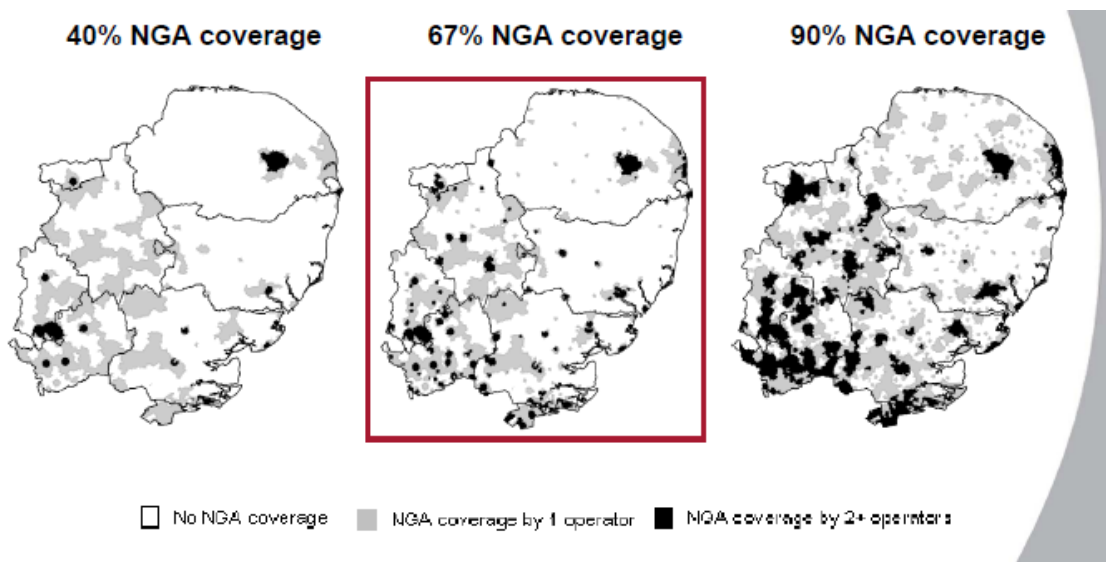 40% NGA coverage
67% NGA coverage
90% NGA coverage
No NGA coverage
NGA coverage by 1 operator
NGA coverage by 2+ operators